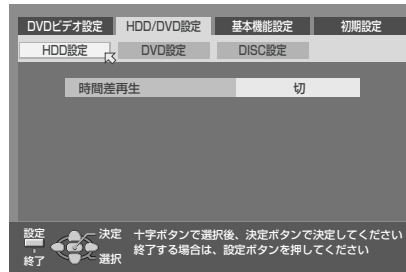 DVDビデオ設定 HDD/DVD設定 基本機能設定 初期設定
HDD設定 DVD設定 DISC設定
時間差再生 切
設定 決定 十字ボタンで選択後、決定ボタンで決定してください
終了 選択 終了する場合は、設定ボタンを押してください